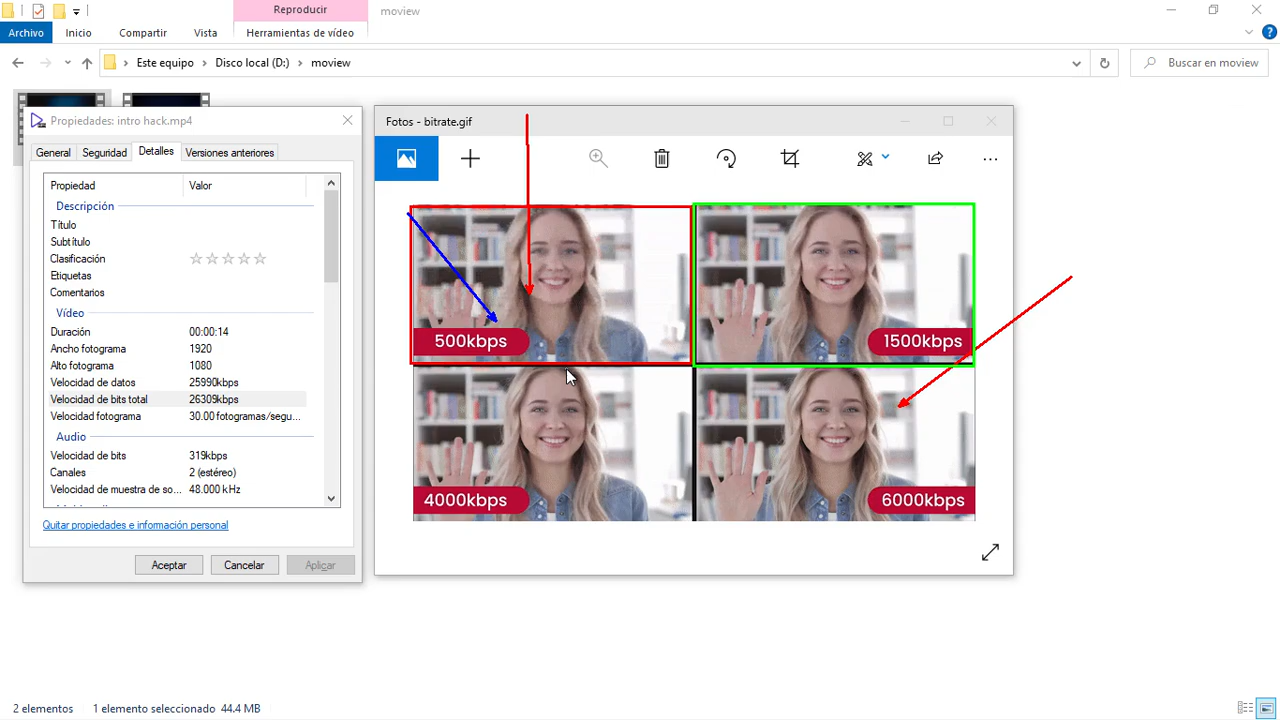 Reproducir
moview
Archivo
Inicio
Compartir
Vista
Herramientas de vídeo
Este equipo
Disco local (D:)
moview
Buscar en moview
Propiedades: intro hack.mp4
General
Seguridad
Detalles
Versiones anteriores
Propiedad Valor
Descripción
Título
Subtítulo
Clasificación
Etiquetas
Comentarios
Vídeo
Duración 00:00:14
Ancho fotograma 1920
Alto fotograma 1080
Velocidad de datos 25990kbps
Velocidad de bits total 26309kbps
Velocidad fotograma 30.00 fotogramas/segu...
Audio
Velocidad de bits 319kbps
Canales 2 (estéreo)
Velocidad de muestra de so... 48.000 kHz
Quitar propiedades e información personal
Aceptar
Cancelar
Aplicar
Fotos - bitrate.gif
500kbps
1500kbps
4000kbps
6000kbps
2 elementos
1 elemento seleccionado 44.4 MB